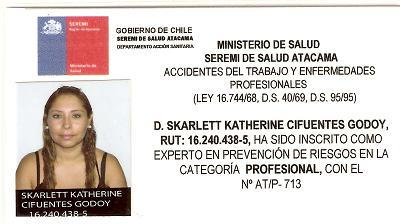 SEREMI
Región de Atacama
Ministerio de
Salud
GOBIERNO DE CHILE
SEREMI DE SALUD ATACAMA
DEPARTAMENTO ACCIÓN SANITARIA
MINISTERIO DE SALUD
SEREMI DE SALUD ATACAMA
ACCIDENTES DEL TRABAJO Y ENFERMEDADES
PROFESIONALES
(LEY 16.744/68, D.S. 40/69, D.S. 95/95)
D. SKARLETT KATHERINE CIFUENTES GODOY,
RUT: 16.240.438-5, HA SIDO INSCRITO COMO
EXPERTO EN PREVENCIÓN DE RIESGOS EN LA
CATEGORÍA PROFESIONAL, CON EL
Nº AT/P- 713
SKARLETH KATHERINE
CIFUENTES GODOY
16.240.438-5